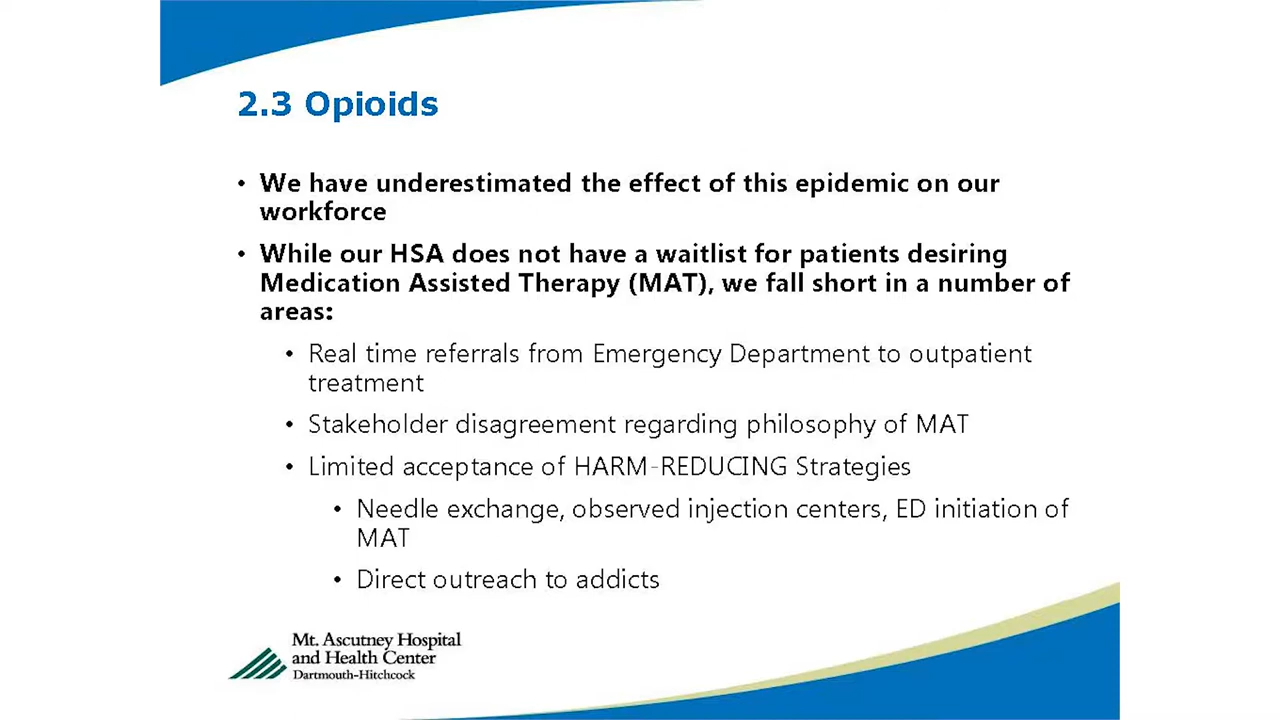 2.3 Opioids
• We have underestimated the effect of this epidemic on our
workforce
• While our HSA does not have a waitlist for patients desiring
Medication Assisted Therapy (MAT), we fall short in a number of
areas:
• Real time referrals from Emergency Department to outpatient
treatment
• Stakeholder disagreement regarding philosophy of MAT
• Limited acceptance of HARM-REDUCING Strategies
• Needle exchange, observed injection centers, ED initiation of
MAT
• Direct outreach to addicts
Mt. Ascutney Hospital
and Health Center
Dartmouth-Hitchcock